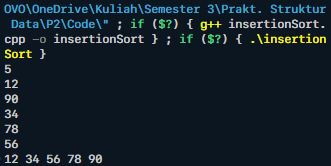 OVO\OneDrive\Kuliah\Semester 3\Prakt. Struktur
Data\P2\Code\" ; if ($?) { g++ insertionSort.
cpp -o insertionSort } ; if ($?) { .\insertion
Sort }
5
12
90
34
78
56
12 34 56 78 90